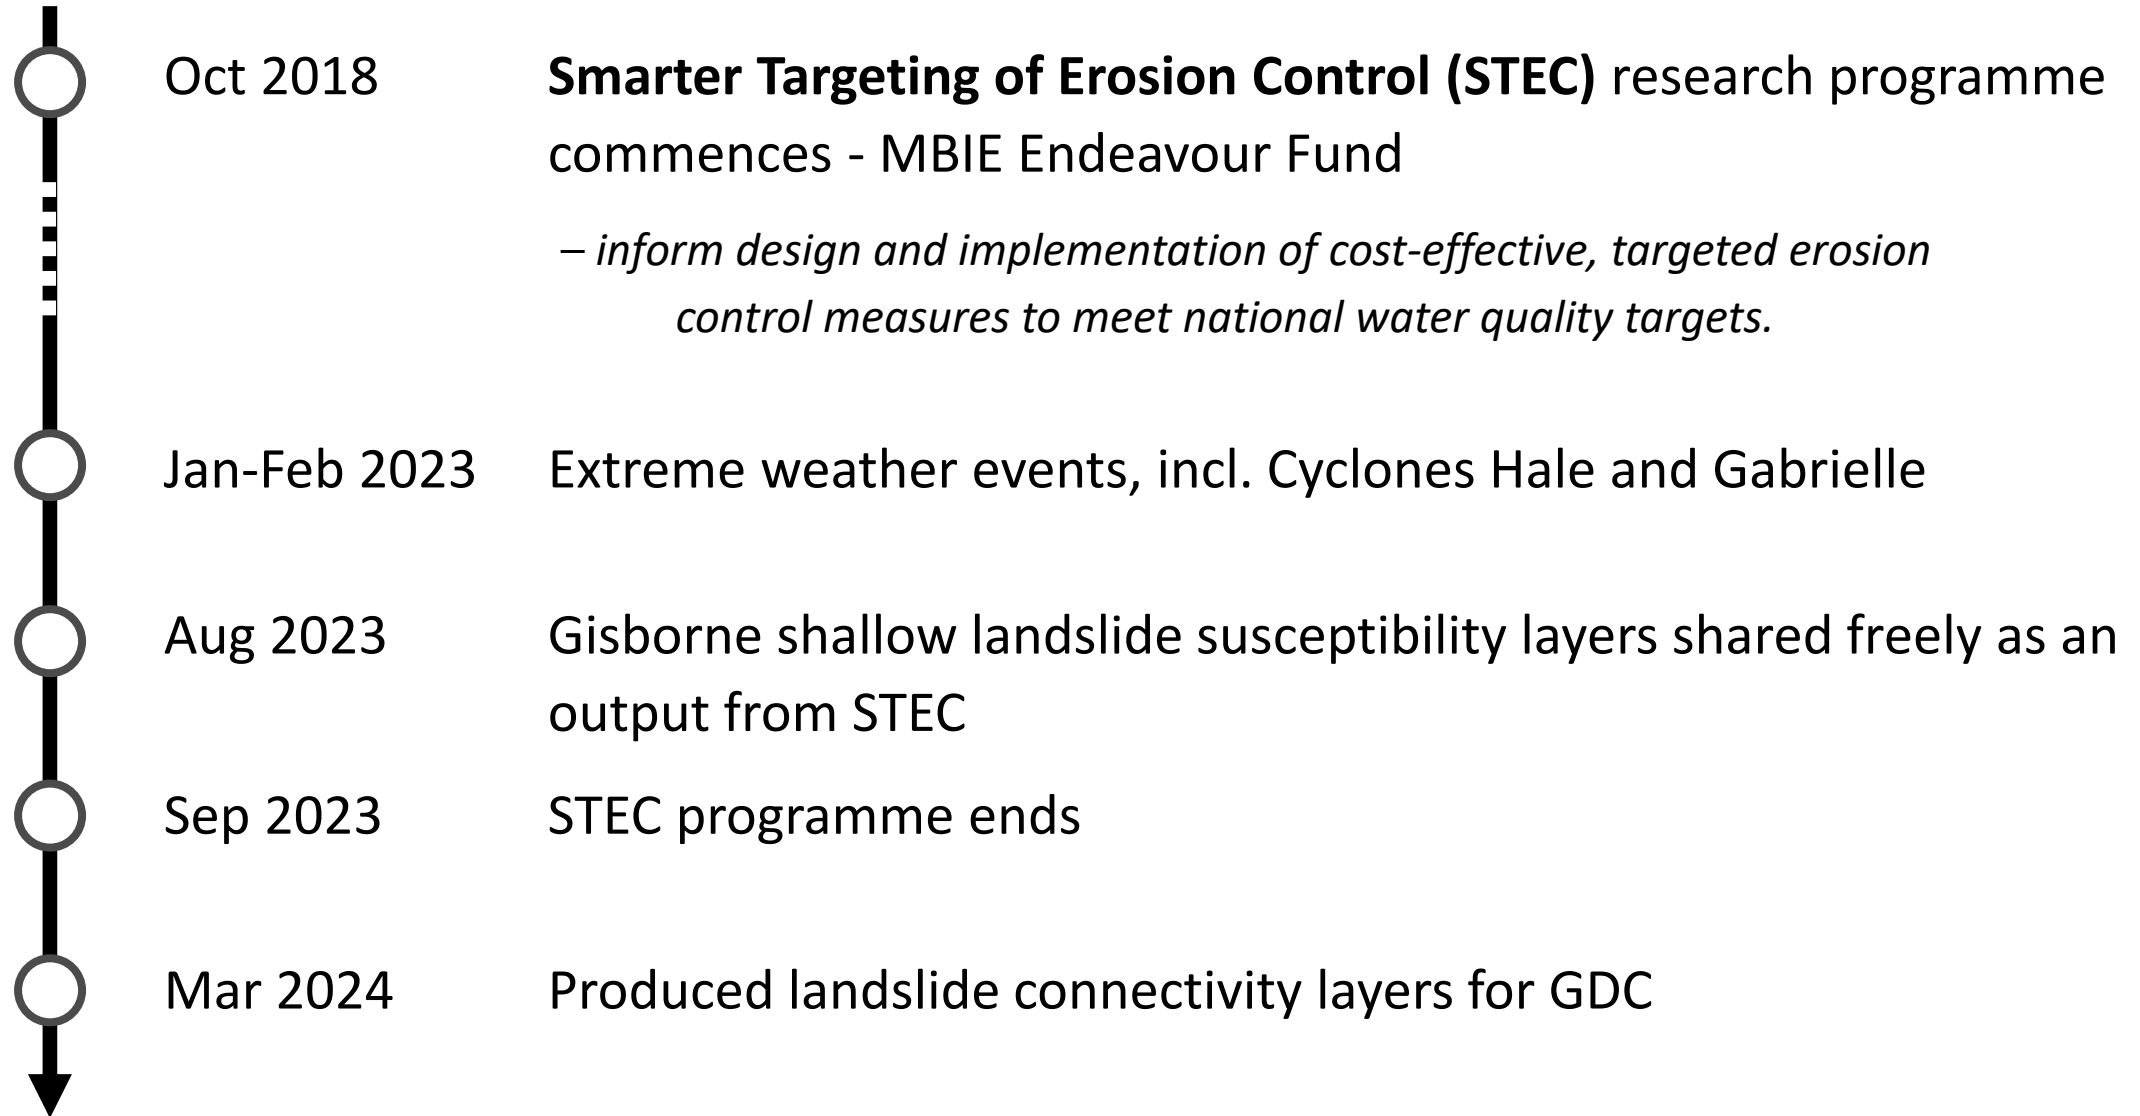 Oct 2018 Smarter Targeting of Erosion Control (STEC) research programme
commences - MBIE Endeavour Fund
– inform design and implementation of cost-effective, targeted erosion
control measures to meet national water quality targets.
Jan-Feb 2023 Extreme weather events, incl. Cyclones Hale and Gabrielle
Aug 2023 Gisborne shallow landslide susceptibility layers shared freely as an
output from STEC
Sep 2023 STEC programme ends
Mar 2024 Produced landslide connectivity layers for GDC